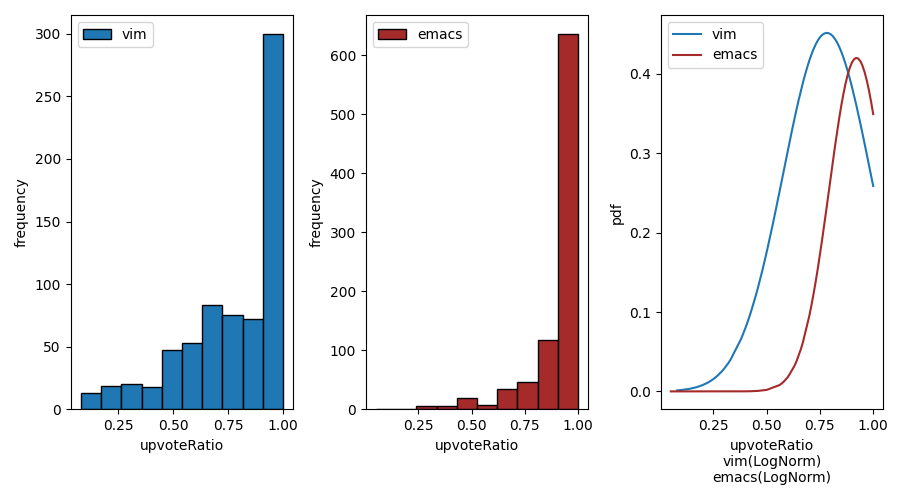 vim
frequency
300
250
200
150
100
50
0
0.25 0.50 0.75 1.00
upvoteRatio
emacs
frequency
600
500
400
300
200
100
0
0.25 0.50 0.75 1.00
upvoteRatio
vim
emacs
pdf
0.4
0.3
0.2
0.1
0.0
0.25 0.50 0.75 1.00
upvoteRatio
vim(LogNorm)
emacs(LogNorm)